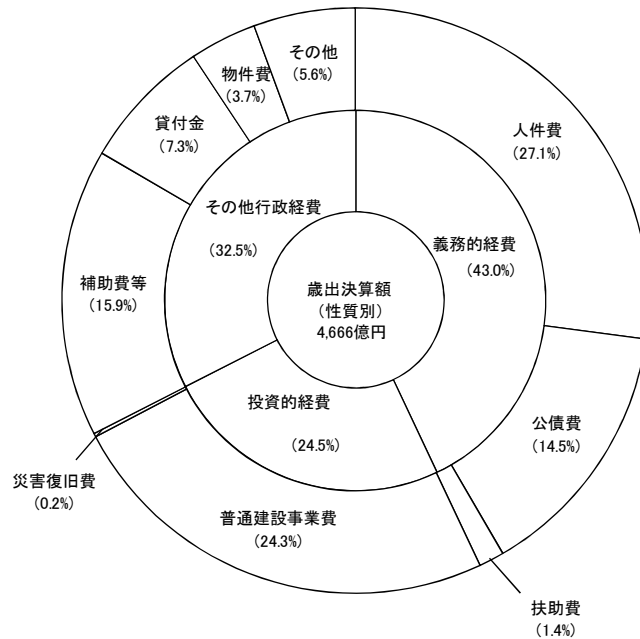 歳出決算額
（性質別）
4,666億円
義務的経費
（43.0%）
投資的経費
（24.5%）
その他行政経費
（32.5%）
人件費
（27.1%）
公債費
（14.5%）
扶助費
（1.4%）
普通建設事業費
（24.3%）
災害復旧費
（0.2%）
補助費等
（15.9%）
貸付金
（7.3%）
物件費
（3.7%）
その他
（5.6%）